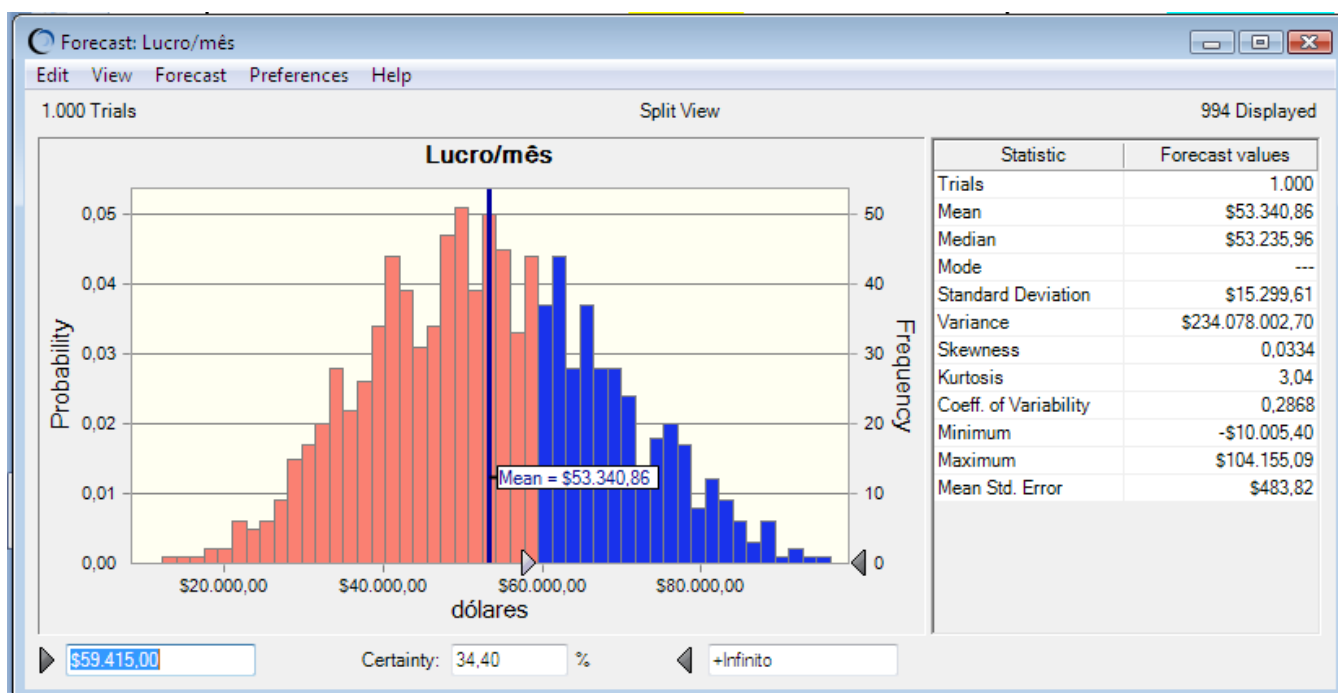 Forecast: Lucro/mês
Edit View Forecast Preferences Help
1.000 Trials Split View 994 Displayed
Lucro/mês
Probability
0,05
0,04
0,03
0,02
0,01
0,00
50
40
30
20
10
0
Frequency
Mean = $53.340,86
$20.000,00 $40.000,00 $60.000,00 $80.000,00
dólares
Statistic Forecast values
Trials 1.000
Mean $53.340,86
Median $53.235,96
Mode ---
Standard Deviation $15.299,61
Variance $234.078.002,70
Skewness 0,0334
Kurtosis 3,04
Coeff. of Variability 0,2868
Minimum -$10.005,40
Maximum $104.155,09
Mean Std. Error $483,82
$59.415,00 Certainty: 34,40 % +Infinito